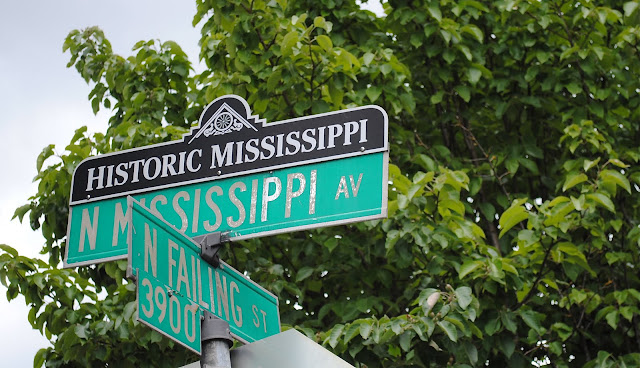 HISTORIC MISSISSIPPI
N MISSISSIPPI AV
N FAILING ST
3900